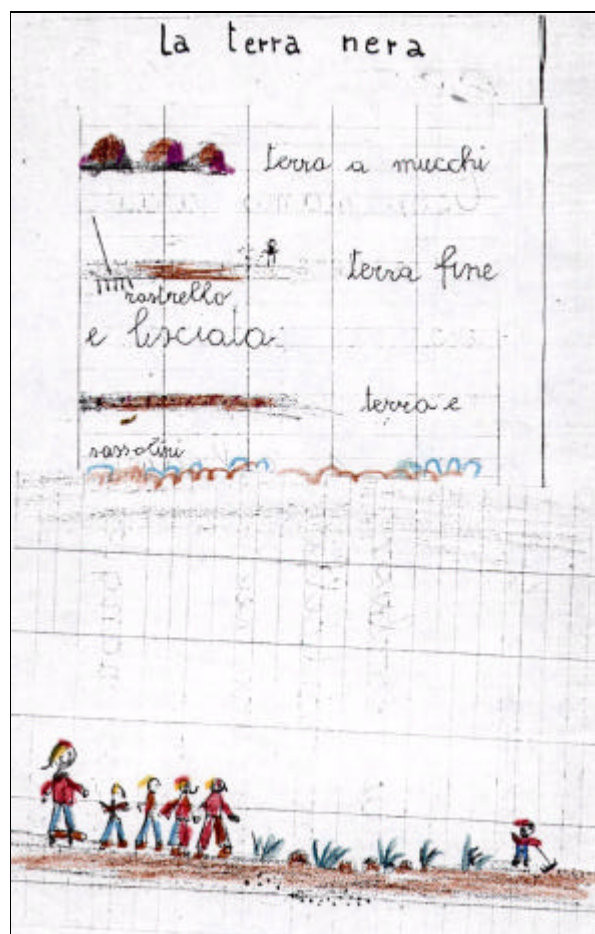 La terra nera
terra a mucchi
terra fine
rastrello
e lisciata
terra e
sassolini